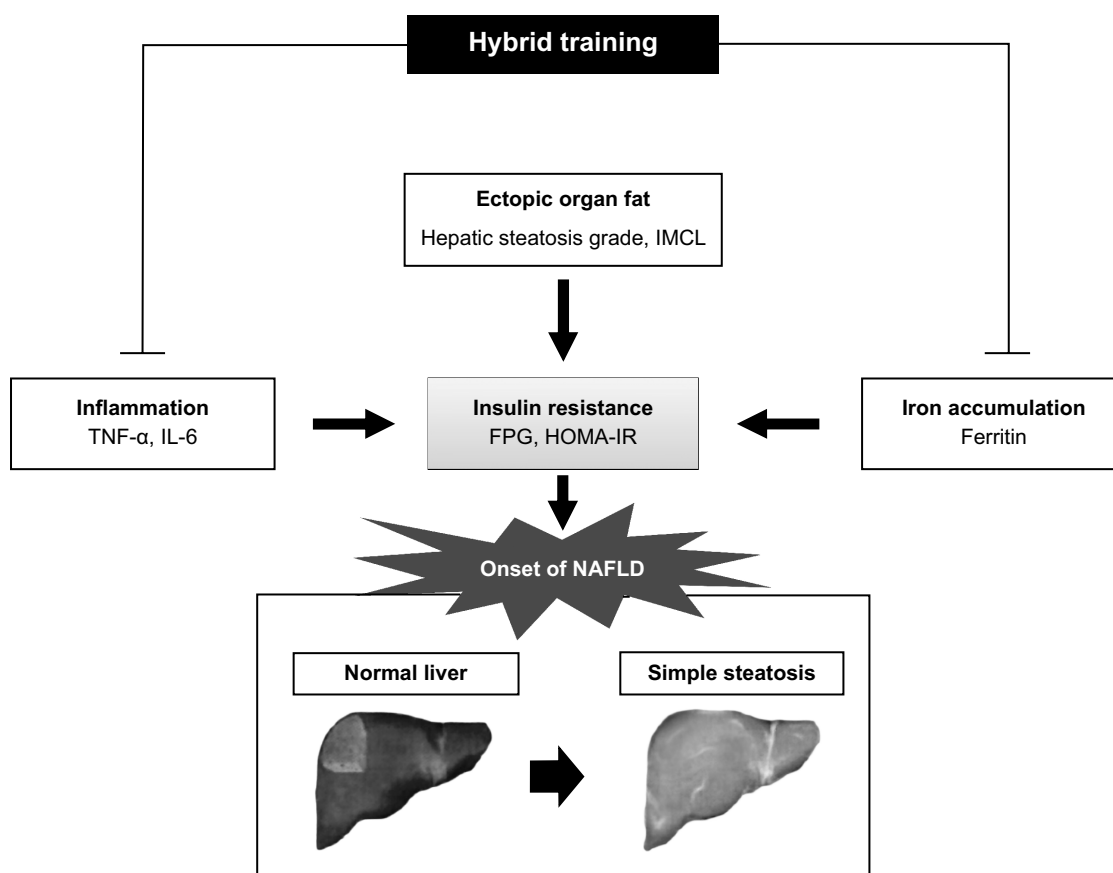 Hybrid training
Ectopic organ fat
Hepatic steatosis grade, IMCL
Inflammation
TNF-α, IL-6
Insulin resistance
FPG, HOMA-IR
Iron accumulation
Ferritin
Onset of NAFLD
Normal liver
Simple steatosis